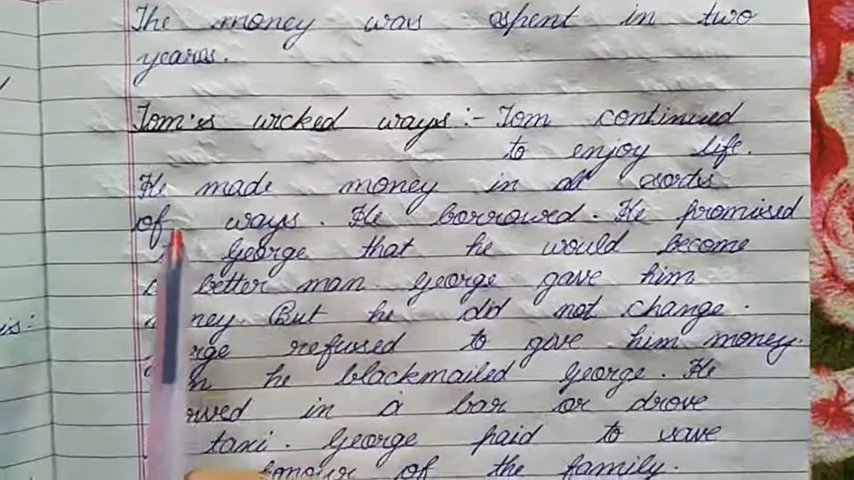 The money was spent in two
years.
Tom's wicked ways :- Tom continued
to enjoy life.
He made money in all sorts
of ways. He borrowed. He promised
George that he would become
better man. George gave him
But he did not change.
refused to give him money.
he blackmailed George. He
in a bar or drove
taxi. George paid to save
honour of the family.
is: